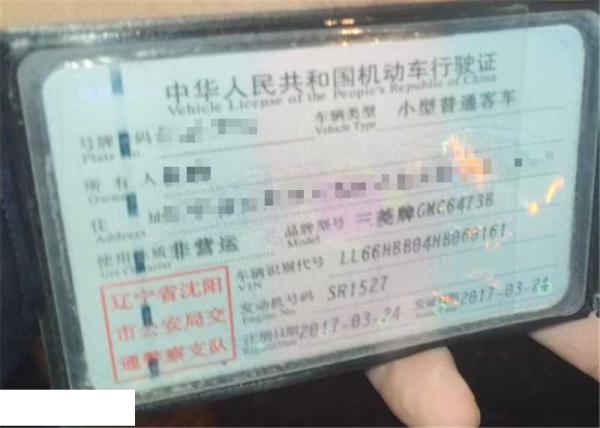 中华人民共和国机动车行驶证
Vehicle License of the People's Republic of China
号牌号码
Plate No.
车辆类型 小型普通客车
Vehicle Type
所有人
Owner
住址
Address
使用性质 非营运
Use Character
品牌型号 三菱牌GMC6473B
Model
车辆识别代号 LL66HBB04HB060161
VIN
发动机号码 SR1527
Engine No.
注册日期 2017-03-24
Register Date
发证日期 2017-03-24
Issue Date
辽宁省沈阳
市公安局交
通警察支队